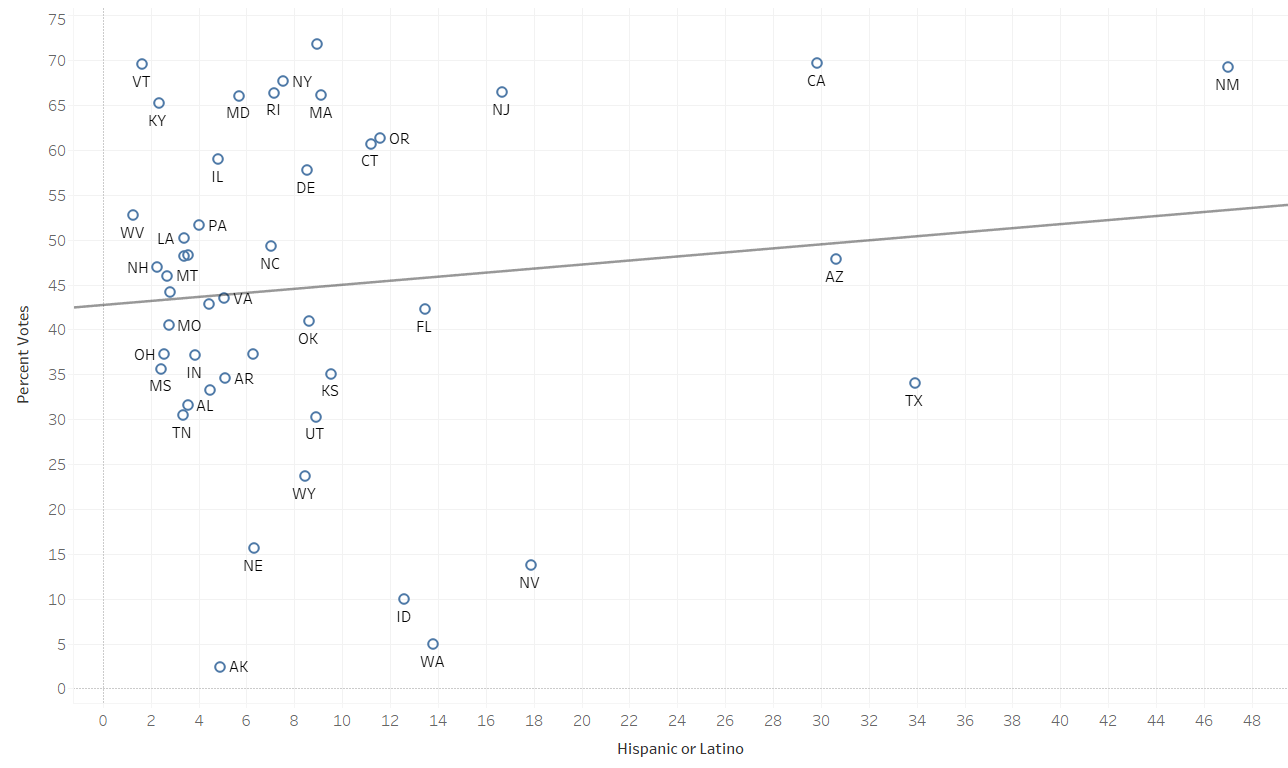 75
70
65
60
55
50
45
40
35
30
25
20
15
10
5
0
Percent Votes
VT
NY
CA
NM
KY
MD
RI
MA
NJ
OR
CT
IL
DE
WV
PA
LA
NC
NH
MT
AZ
VA
MO
OK
FL
OH
IN
MS
AR
KS
AL
TX
TN
UT
WY
NE
NV
ID
WA
AK
0 2 4 6 8 10 12 14 16 18 20 22 24 26 28 30 32 34 36 38 40 42 44 46 48
Hispanic or Latino